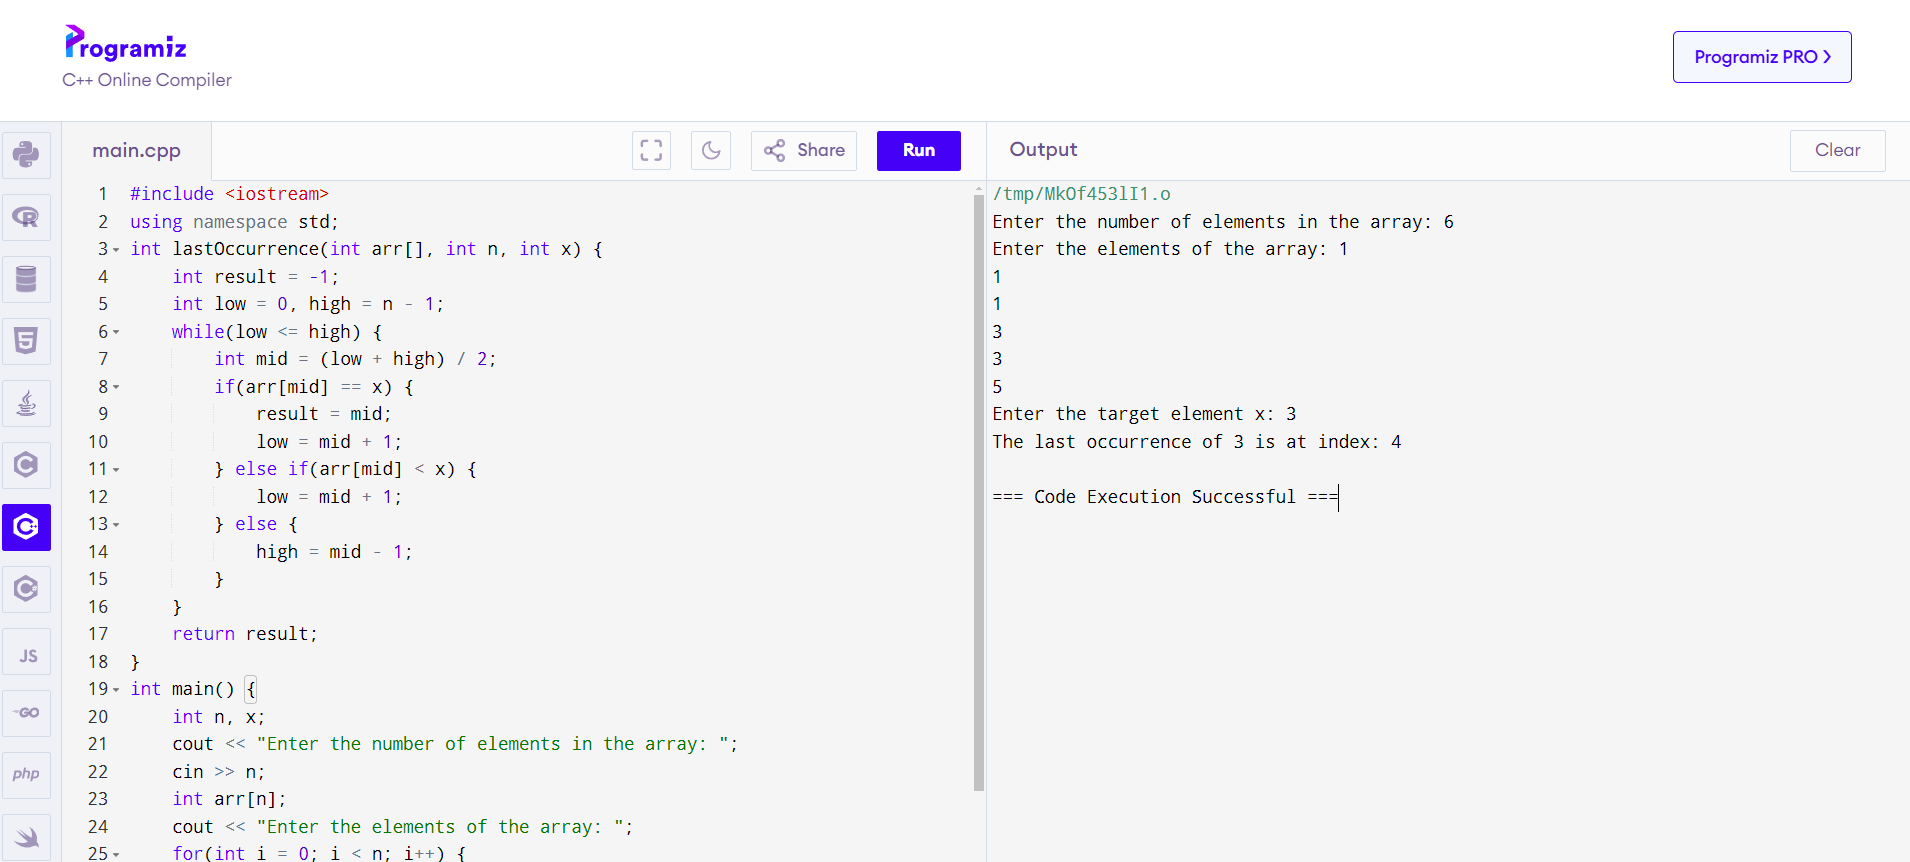 Programiz
C++ Online Compiler
Programiz PRO
main.cpp
Share
Run
Output
Clear
1 #include <iostream>
2 using namespace std;
3 int lastOccurrence(int arr[], int n, int x) {
4     int result = -1;
5     int low = 0, high = n - 1;
6     while(low <= high) {
7         int mid = (low + high) / 2;
8         if(arr[mid] == x) {
9             result = mid;
10             low = mid + 1;
11         } else if(arr[mid] < x) {
12             low = mid + 1;
13         } else {
14             high = mid - 1;
15         }
16     }
17     return result;
18 }
19 int main() {
20     int n, x;
21     cout << "Enter the number of elements in the array: ";
22     cin >> n;
23     int arr[n];
24     cout << "Enter the elements of the array: ";
25     for(int i = 0; i < n; i++) {
/tmp/MkOf453lI1.o
Enter the number of elements in the array: 6
Enter the elements of the array: 1
1
1
3
3
5
Enter the target element x: 3
The last occurrence of 3 is at index: 4
=== Code Execution Successful ===
R
5
C
C++
C#
JS
GO
php